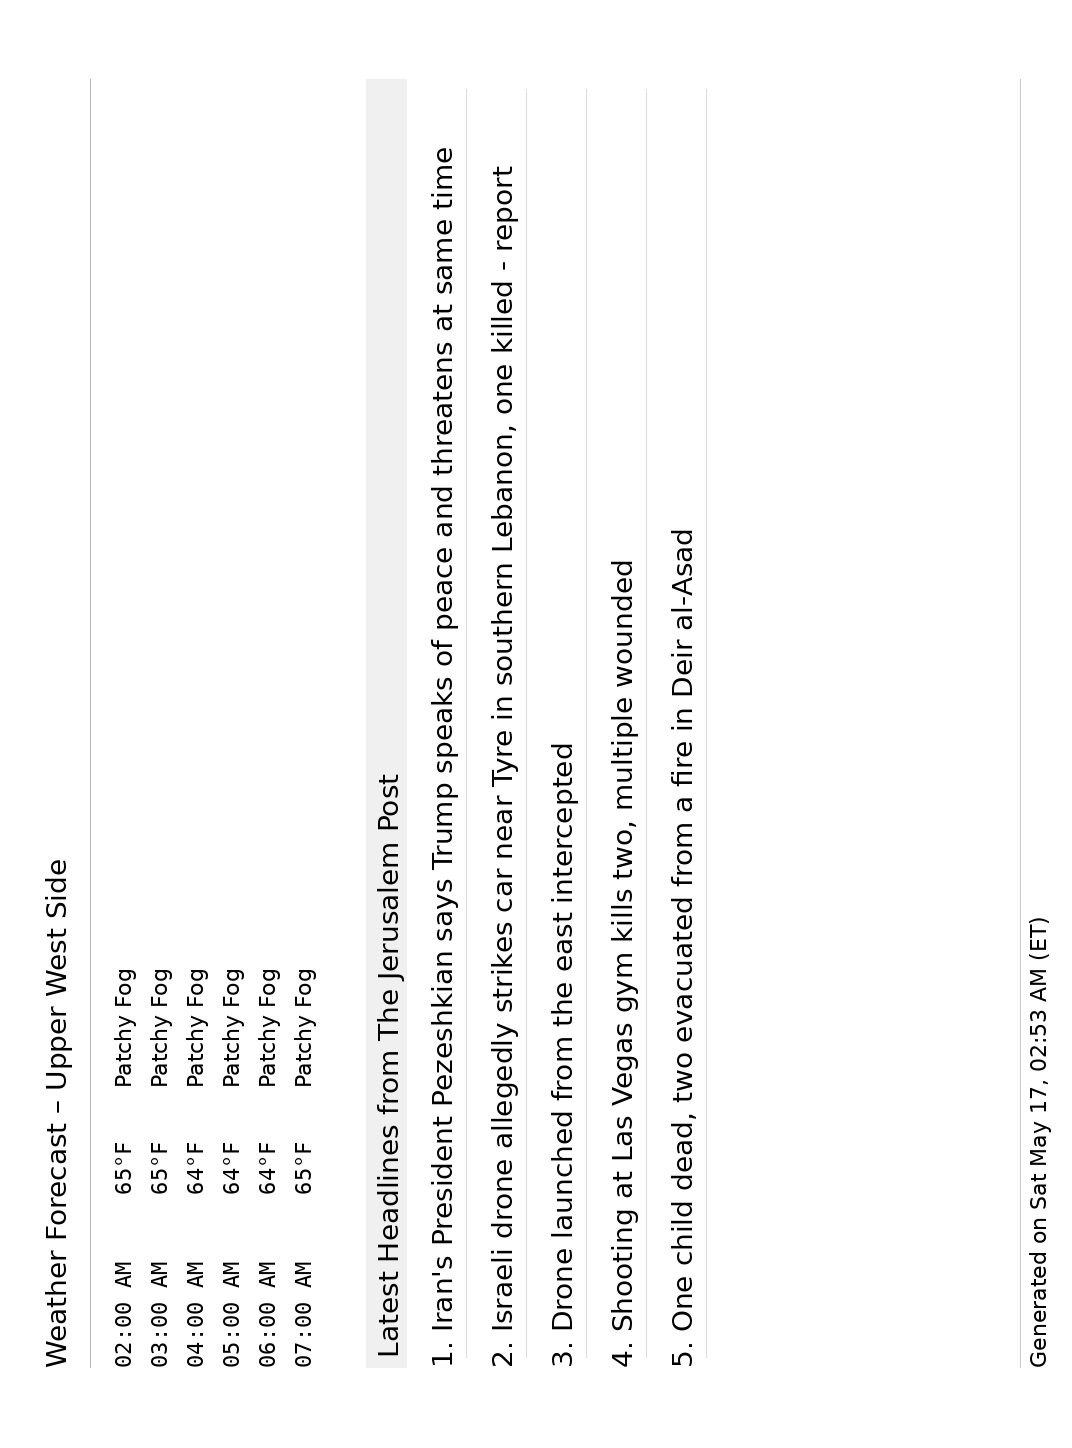 Weather Forecast – Upper West Side
02:00 AM 65°F Patchy Fog
03:00 AM 65°F Patchy Fog
04:00 AM 64°F Patchy Fog
05:00 AM 64°F Patchy Fog
06:00 AM 64°F Patchy Fog
07:00 AM 65°F Patchy Fog
Latest Headlines from The Jerusalem Post
1. Iran's President Pezeshkian says Trump speaks of peace and threatens at same time
2. Israeli drone allegedly strikes car near Tyre in southern Lebanon, one killed - report
3. Drone launched from the east intercepted
4. Shooting at Las Vegas gym kills two, multiple wounded
5. One child dead, two evacuated from a fire in Deir al-Asad
Generated on Sat May 17, 02:53 AM (ET)